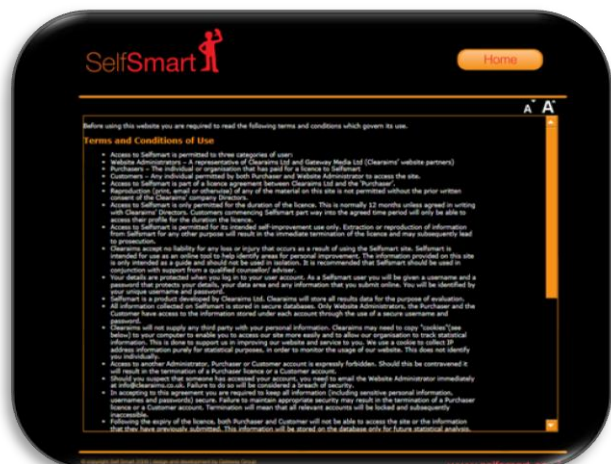 SelfSmart
Home
A A
Before using this website you are required to read the following terms and conditions which govern its use.
Terms and Conditions of Use
Access to Selfsmart is permitted to three categories of user:
Website Administrators – A representative of Clearaims Ltd and Gateway Media Ltd (Clearaims' website partners)
Purchasers – The individual or organisation that has paid for a licence to Selfsmart
Customers – Any individual permitted by both Purchaser and Website Administrator to access the site.
Access to Selfsmart is part of a licence agreement between Clearaims Ltd and the 'Purchaser'.
Reproduction (print, email or otherwise) of any of the material on this site is not permitted without the prior written
consent of the Clearaims' company Directors.
Access to Selfsmart is only permitted for the duration of the licence. This is normally 12 months unless agreed in writing
with Clearaims' Directors. Customers commencing Selfsmart part way into the agreed time period will only be able to
access their profile for the duration the licence.
Access to Selfsmart is permitted for its intended self-improvement use only. Extraction or reproduction of information
from Selfsmart for any other purpose will result in the immediate termination of the licence and may subsequently lead
to prosecution.
Clearaims accept no liability for any loss or injury that occurs as a result of using the Selfsmart site. Selfsmart is
intended for use as an online tool to help identify areas for personal improvement. The information provided on this site
is only intended as a guide and should not be used in isolation. It is recommended that Selfsmart should be used in
conjunction with support from a qualified counsellor/ adviser.
Your details are protected when you log in to your user account. As a Selfsmart user you will be given a username and a
password that protects your details, your data area and any information that you submit online. You will be identified by
your unique username and password.
Selfsmart is a product developed by Clearaims Ltd. Clearaims will store all results data for the purpose of evaluation.
All information collected on Selfsmart is stored in secure databases. Only Website Administrators, the Purchaser and the
Customer have access to the information stored under each account through the use of a secure username and
password.
Clearaims will not supply any third party with your personal information. Clearaims may need to copy "cookies"(see
below) to your computer to enable you to access our site more easily and to allow our organisation to track statistical
information. This is done to support us in improving our website and service to you. We use a cookie to collect IP
address information purely for statistical purposes, in order to monitor the usage of our website. This does not identify
you individually.
Access to another Administrator, Purchaser or Customer account is expressly forbidden. Should this be contravened it
will result in the termination of a Purchaser licence or a Customer account.
Should you suspect that someone has accessed your account, you need to email the Website Administrator immediately
at info@clearaims.co.uk. Failure to do so will be considered a breach of security.
In accepting to this agreement you are required to keep all information (including sensitive personal information,
usernames and passwords) secure. Failure to maintain appropriate security may result in the termination of a Purchaser
licence or a Customer account. Termination will mean that all relevant accounts will be locked and subsequently
inaccessible.
Following the expiry of the licence, both Purchaser and Customer will not be able to access the site or the information
that they have previously submitted. This information will be stored on the database only for future statistical analysis.